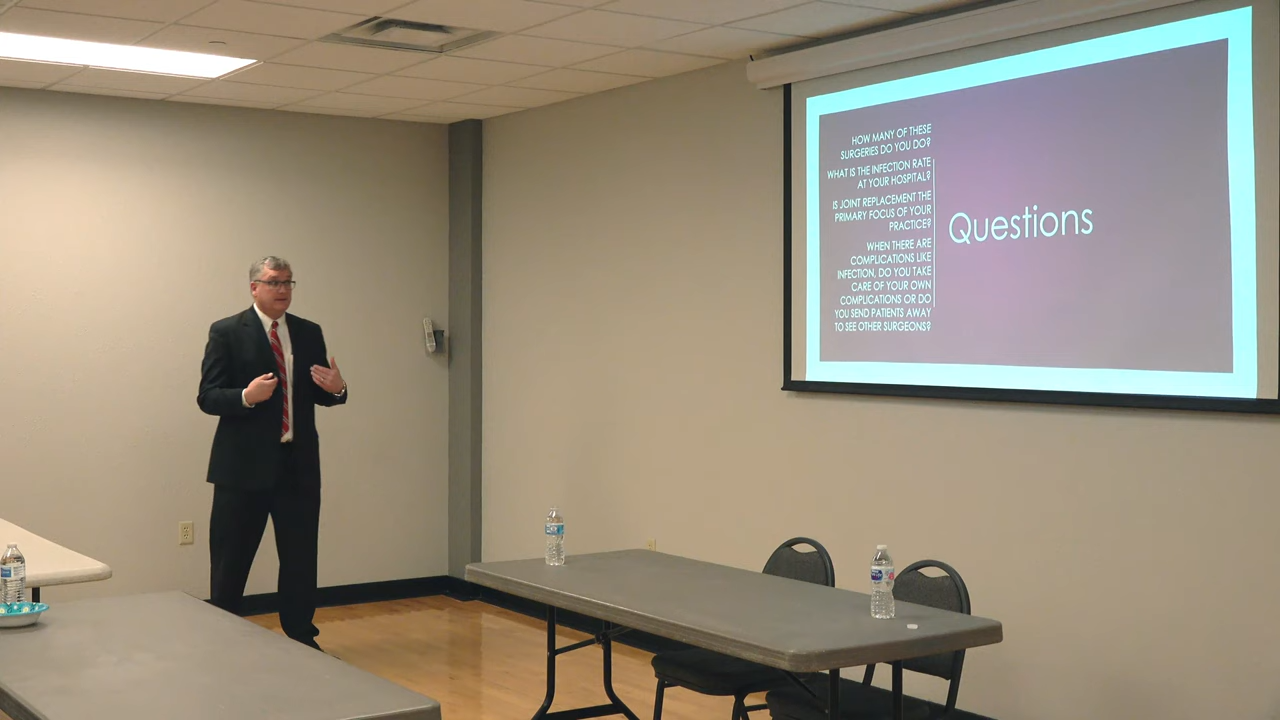 HOW MANY OF THESE
SURGERIES DO YOU DO?
WHAT IS THE INFECTION RATE
AT YOUR HOSPITAL?
IS JOINT REPLACEMENT THE
PRIMARY FOCUS OF YOUR
PRACTICE?
WHEN THERE ARE
COMPLICATIONS LIKE
INFECTION, DO YOU TAKE
CARE OF YOUR OWN
COMPLICATIONS OR DO
YOU SEND PATIENTS AWAY
TO SEE OTHER SURGEONS?
Questions